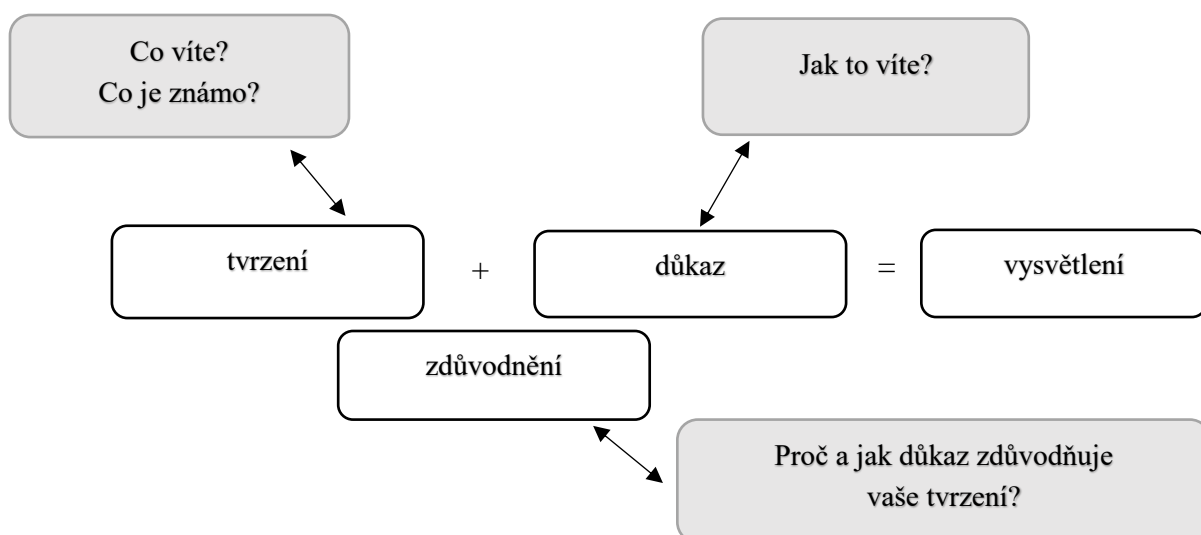 Co víte?
Co je známo?
Jak to víte?
tvrzení + důkaz = vysvětlení
zdůvodnění
Proč a jak důkaz zdůvodňuje
vaše tvrzení?